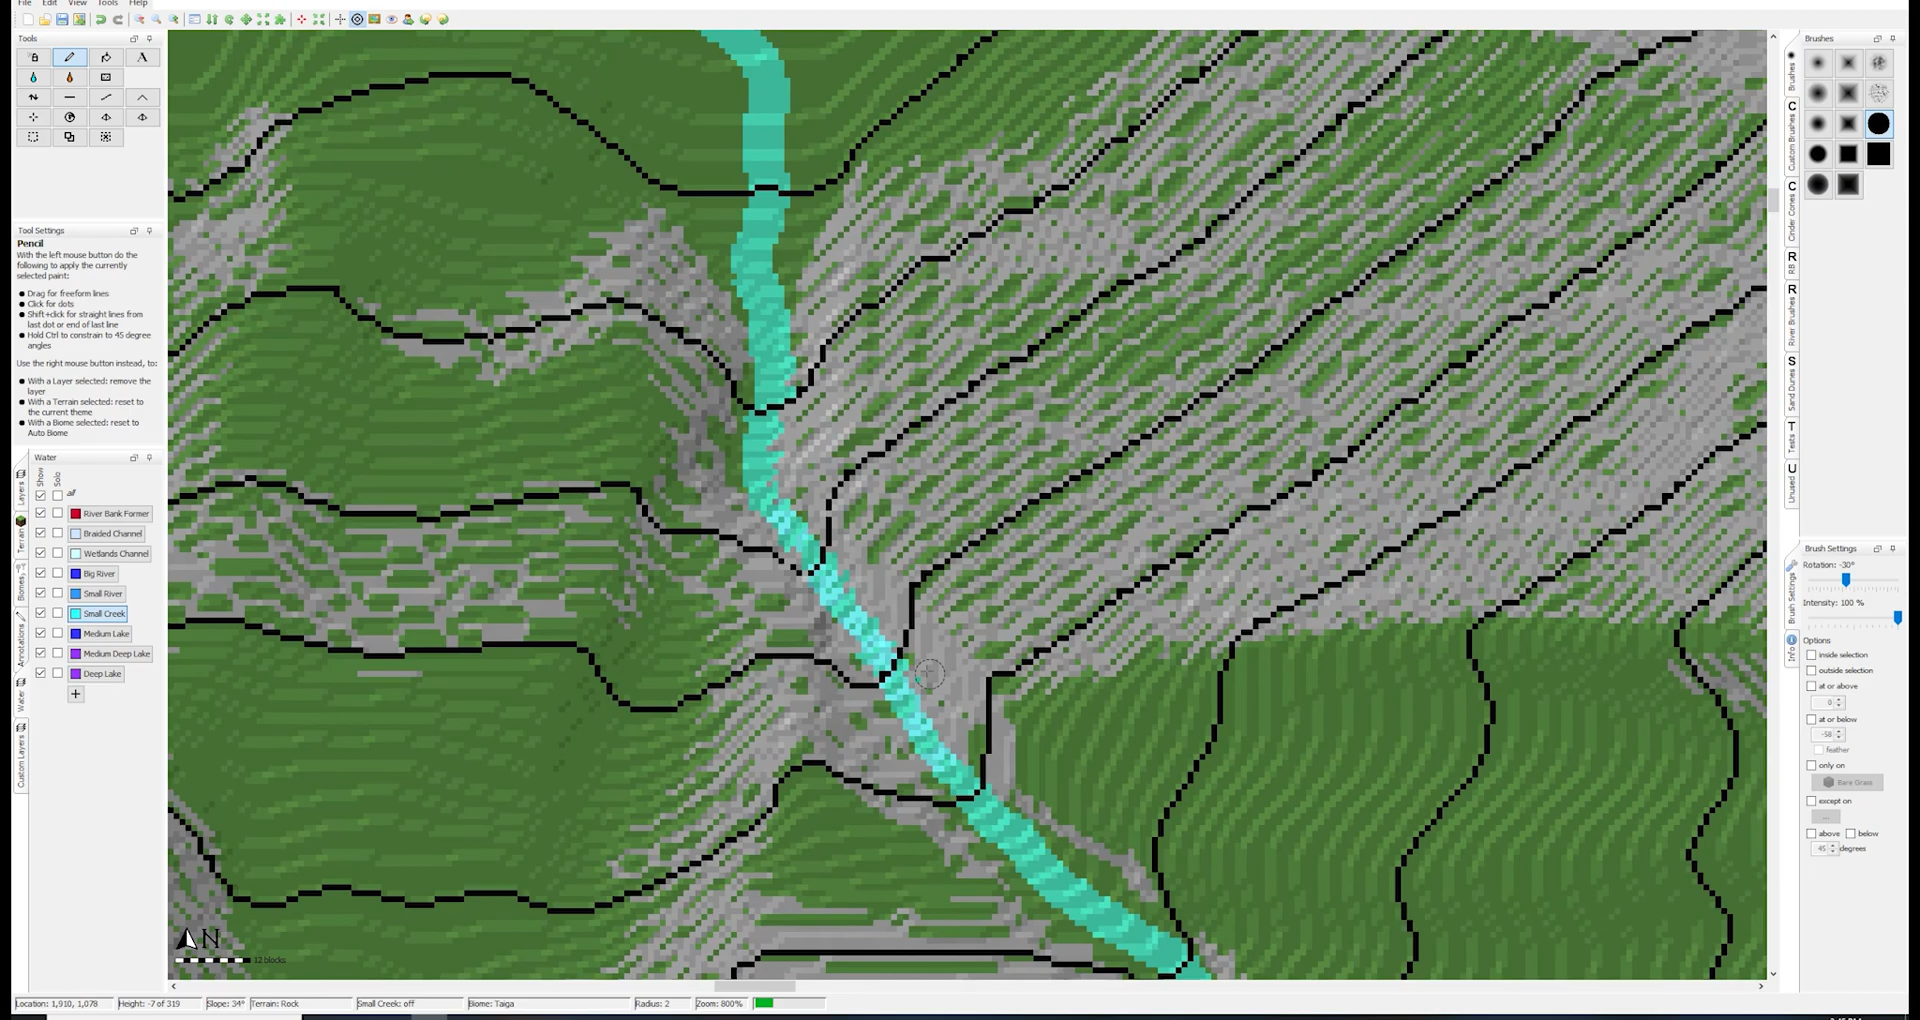 File Edit View Tools Help
Tools
A
Tool Settings
Pencil
With the left mouse button do the
following to apply the currently
selected paint:
Drag for freeform lines
Click for dots
Shift+click for straight lines from
last dot or end of last line
Hold Ctrl to constrain to 45 degree
angles
Use the right mouse button instead, to:
With a Layer selected: remove the
layer
With a Terrain selected: reset to
the current theme
With a Biome selected: reset to
Auto Biome
Water
Show
Solo
all
River Bank Former
Braided Channel
Wetlands Channel
Big River
Small River
Small Creek
Medium Lake
Medium Deep Lake
Deep Lake
+
Layers
Terrain
Biomes
Annotations
Water
Custom Layers
N
12 blocks
Brushes
Brushes
C
Custom Brushes
C
Cinder Cones
R
RB
R
River Brushes
S
Sand Dunes
T
Tests
U
Unused
Brush Settings
Brush Settings
Info
Rotation: -30°
Intensity: 100 %
Options
inside selection
outside selection
at or above
0
at or below
-58
feather
only on
Bare Grass
except on
...
above below
45 degrees
Location: 1,910, 1,078 Height: -7 of 319 Slope: 34° Terrain: Rock Small Creek: off Biome: Taiga Radius: 2 Zoom: 800%